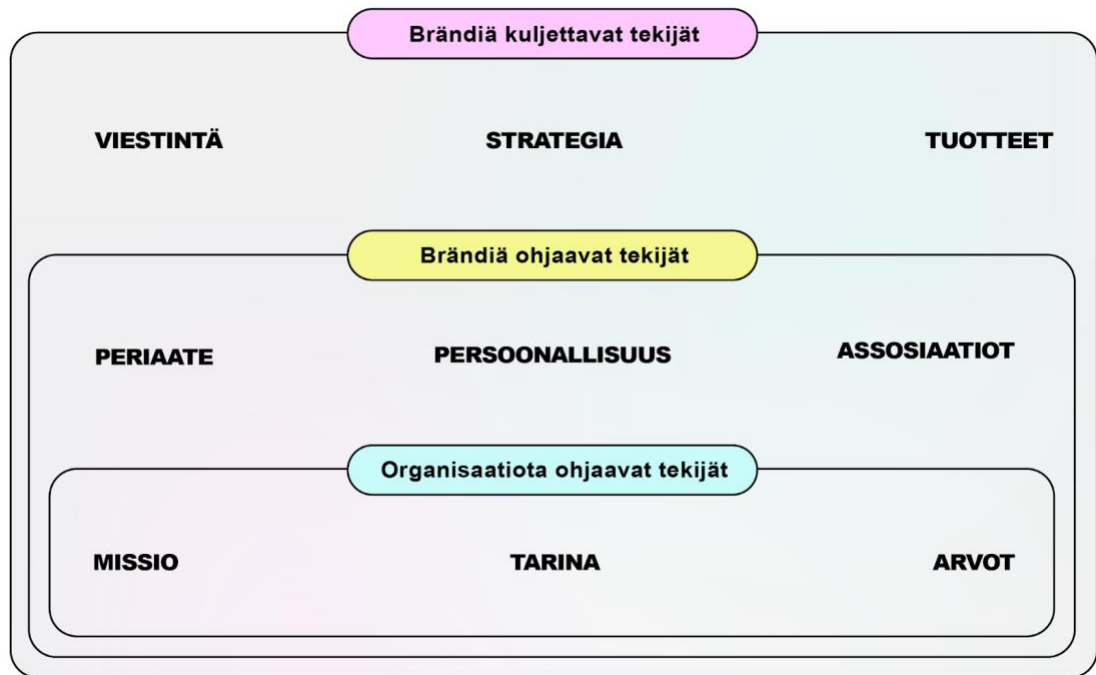 Brändiä kuljettavat tekijät
VIESTINTÄ STRATEGIA TUOTTEET
Brändiä ohjaavat tekijät
PERIAATE PERSOONALLISUUS ASSOSIAATIOT
Organisaatiota ohjaavat tekijät
MISSIO TARINA ARVOT